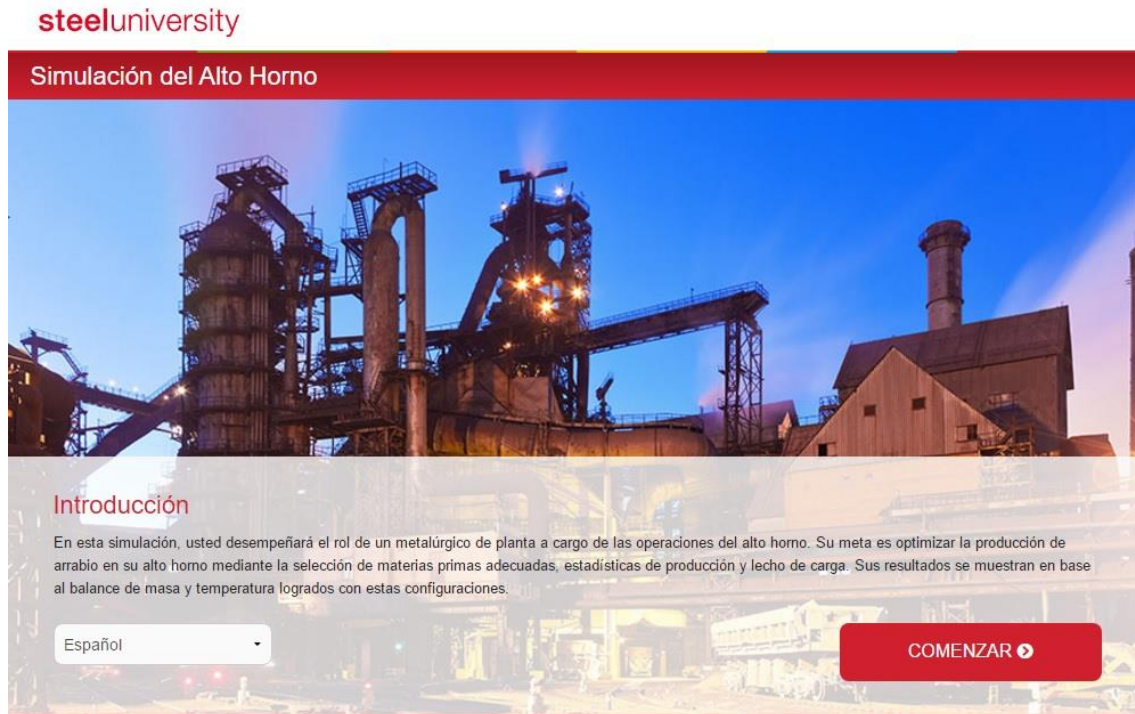 steeluniversity
Simulación del Alto Horno
Introducción
En esta simulación, usted desempeñará el rol de un metalúrgico de planta a cargo de las operaciones del alto horno. Su meta es optimizar la producción de
arrabio en su alto horno mediante la selección de materias primas adecuadas, estadísticas de producción y lecho de carga. Sus resultados se muestran en base
al balance de masa y temperatura logrados con estas configuraciones.
Español
COMENZAR